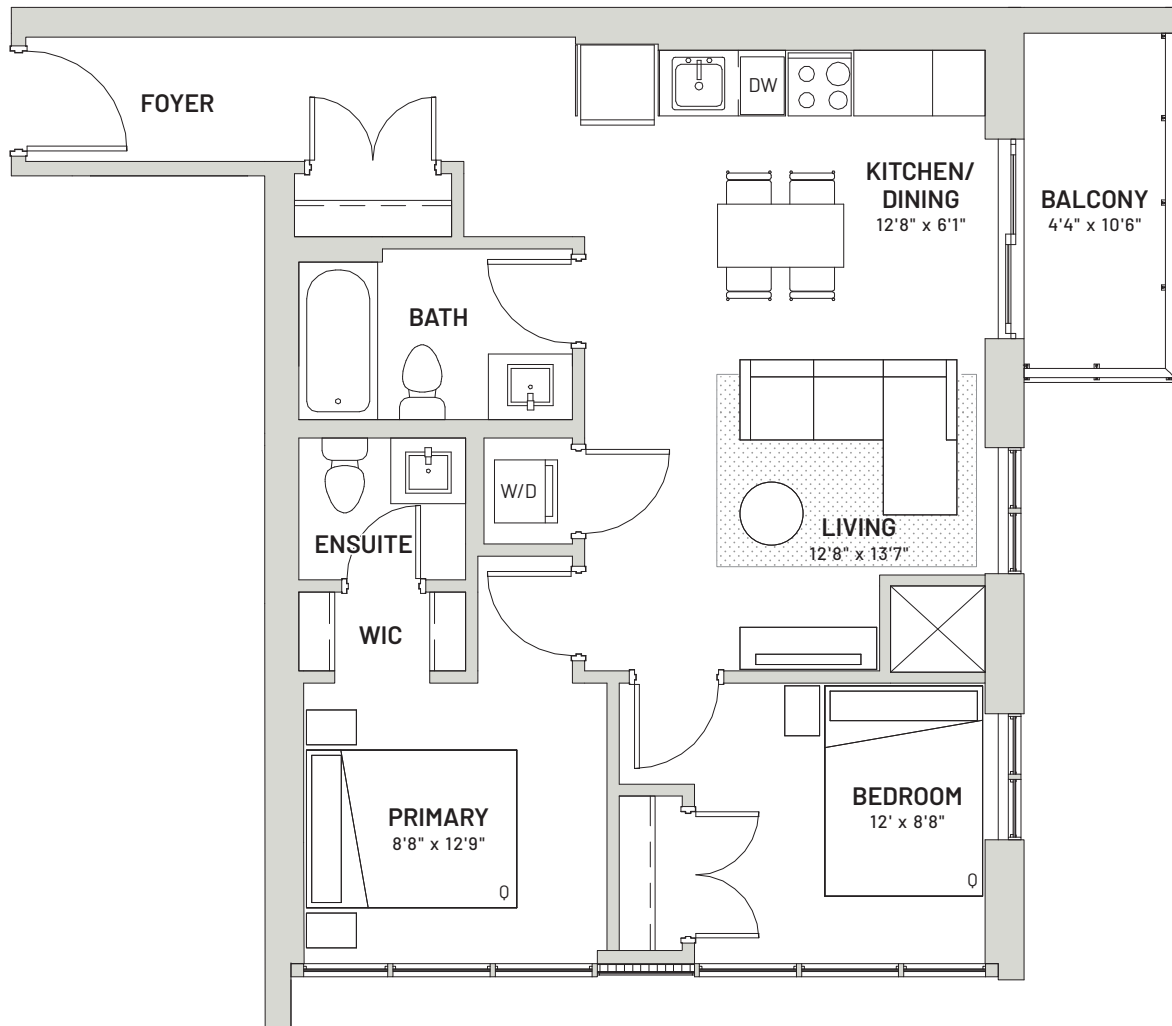 FOYER
DW
KITCHEN/
DINING
12'8" x 6'1"
BALCONY
4'4" x 10'6"
BATH
W/D
LIVING
12'8" x 13'7"
ENSUITE
WIC
PRIMARY
8'8" x 12'9"
Q
BEDROOM
12' x 8'8"
Q